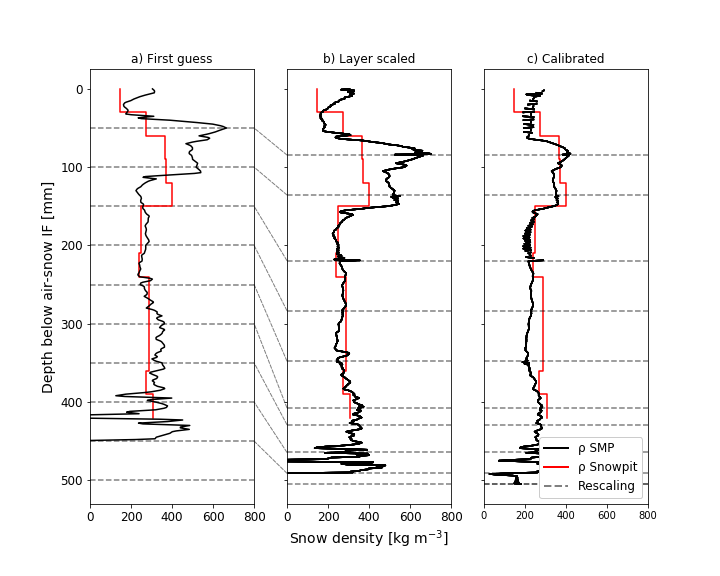 a) First guess
b) Layer scaled
c) Calibrated
Depth below air-snow IF [mm]
0
100
200
300
400
500
0 200 400 600 800
0 200 400 600 800
0 200 400 600 800
Snow density [kg m⁻³]
ρ SMP
ρ Snowpit
Rescaling